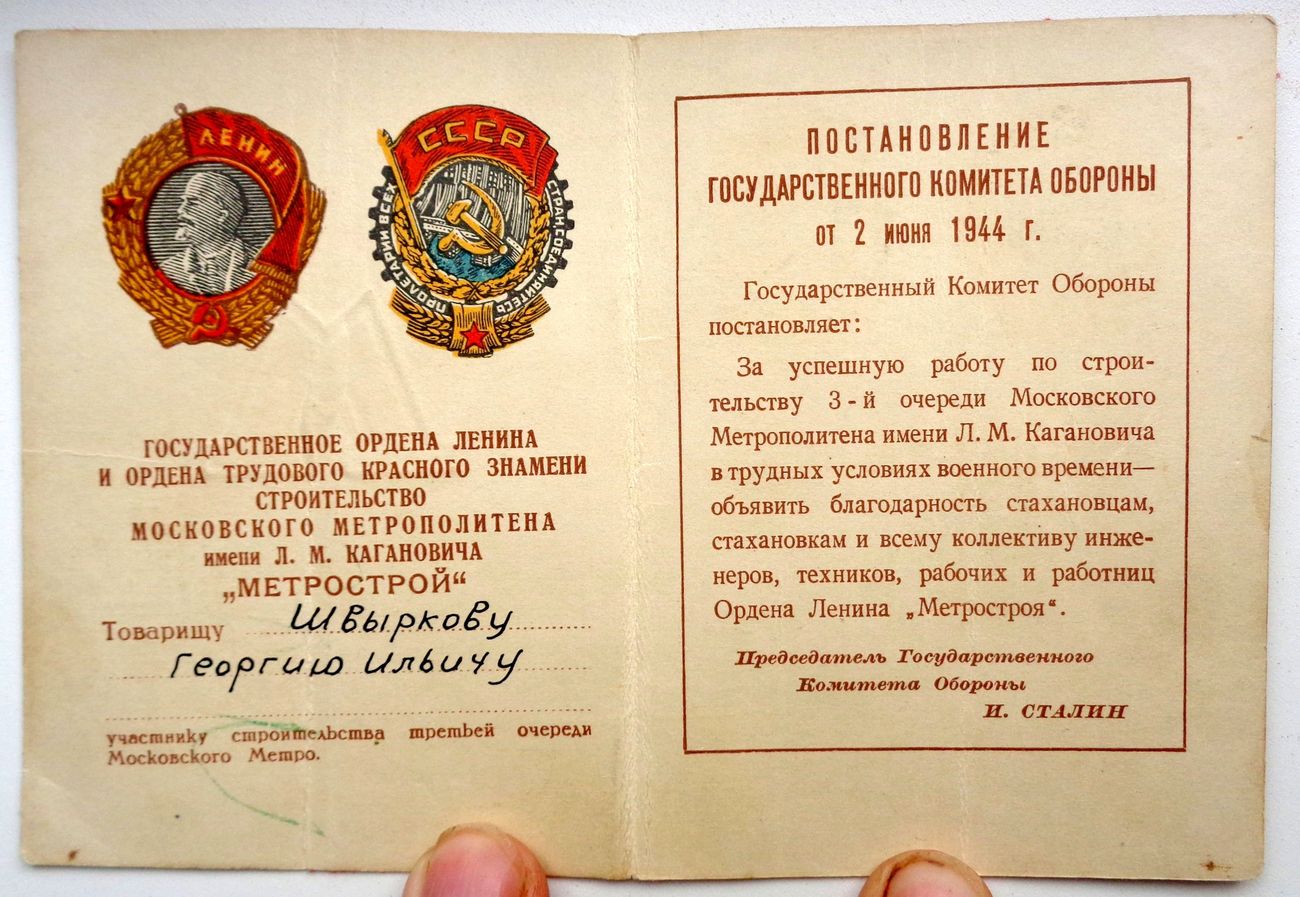 ЛЕНИН
СССР
ПРОЛЕТАРИИ ВСЕХ СТРАН СОЕДИНЯЙТЕСЬ
ГОСУДАРСТВЕННОЕ ОРДЕНА ЛЕНИНА
И ОРДЕНА ТРУДОВОГО КРАСНОГО ЗНАМЕНИ
СТРОИТЕЛЬСТВО
МОСКОВСКОГО МЕТРОПОЛИТЕНА
имени Л. М. КАГАНОВИЧА
„МЕТРОСТРОЙ“
Товарищу Швыркову
Георгию Ильичу
участнику строительства третьей очереди
Московского Метро.
ПОСТАНОВЛЕНИЕ
ГОСУДАРСТВЕННОГО КОМИТЕТА ОБОРОНЫ
от 2 июня 1944 г.
Государственный Комитет Обороны
постановляет:
За успешную работу по строи-
тельству 3-й очереди Московского
Метрополитена имени Л. М. Кагановича
в трудных условиях военного времени—
объявить благодарность стахановцам,
стахановкам и всему коллективу инже-
неров, техников, рабочих и работниц
Ордена Ленина „Метростроя“.
Председатель Государственного
Комитета Обороны
И. СТАЛИН